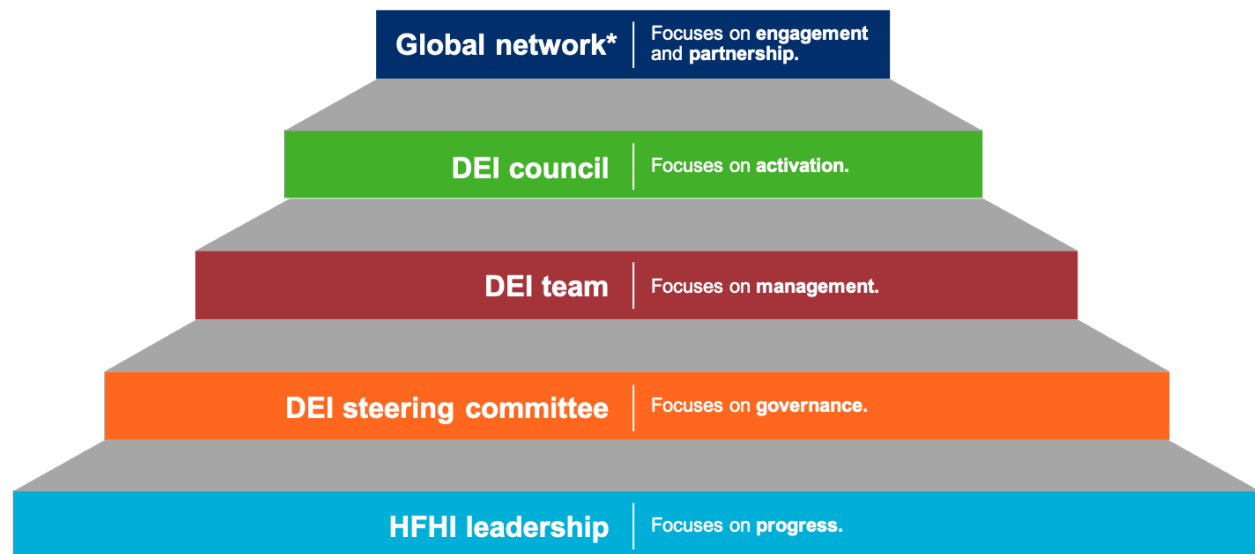 Global network*
Focuses on engagement
and partnership.
DEI council
Focuses on activation.
DEI team
Focuses on management.
DEI steering committee
Focuses on governance.
HFHI leadership
Focuses on progress.